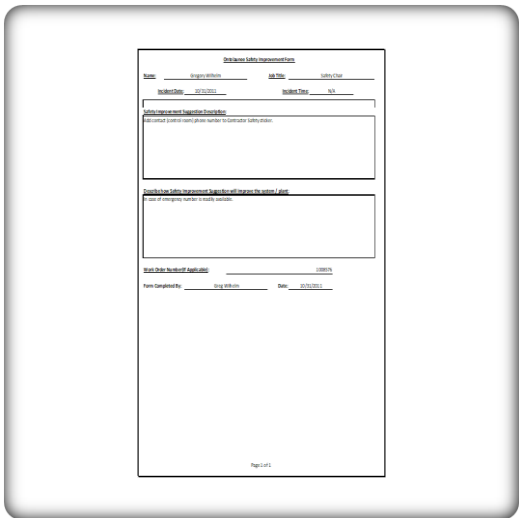 Ontelaunee Safety Improvement Form
Name: Gregory Wilhelm Job Title: Safety Chair
Incident Date: 10/31/2011 Incident Time: N/A
Safety Improvement Suggestion Description:
Add contact (control room) phone number to Contractor Safety sticker.
Describe how Safety Improvement Suggestion will improve the system / plant:
In case of emergency number is readily available.
Work Order Number(If Applicable):
Form Completed By: Greg Wilhelm Date: 10/31/2011
Page 1 of 1